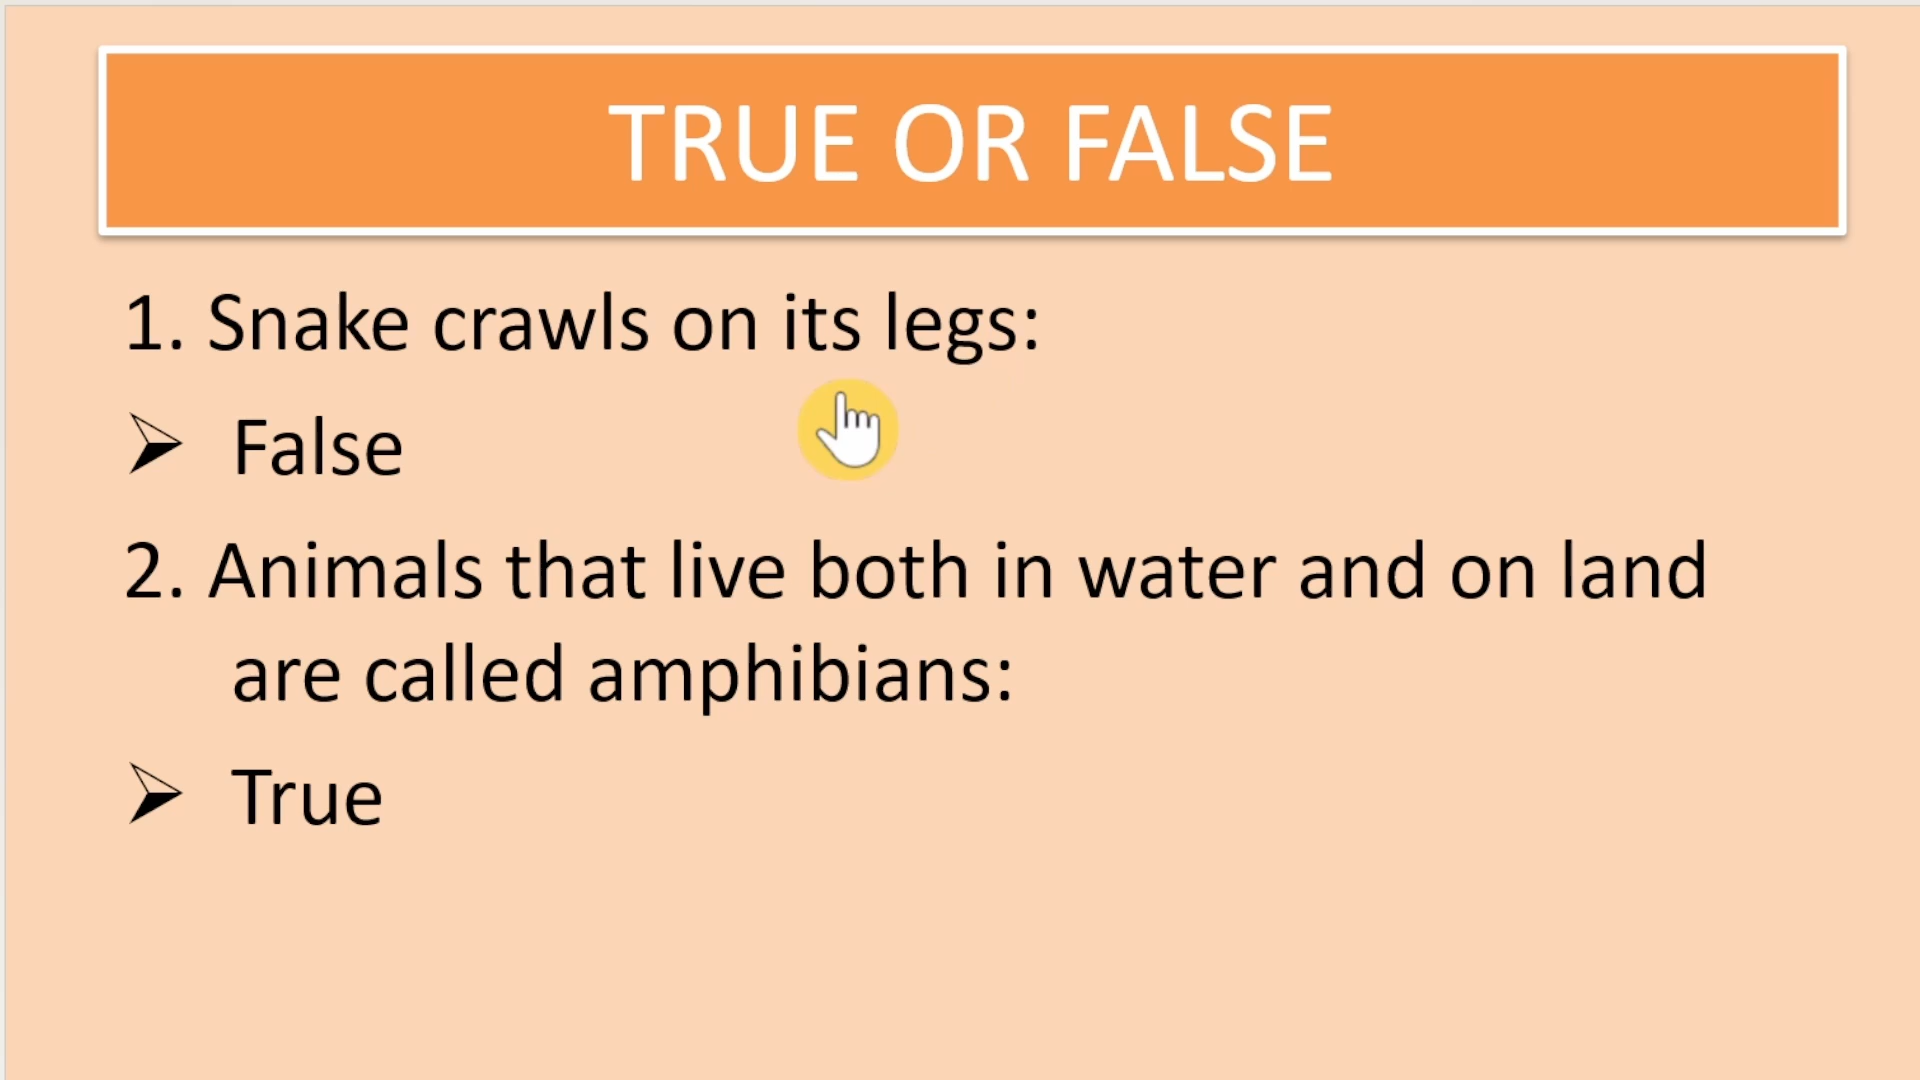 TRUE OR FALSE
1. Snake crawls on its legs:
➢ False
2. Animals that live both in water and on land
are called amphibians:
➢ True